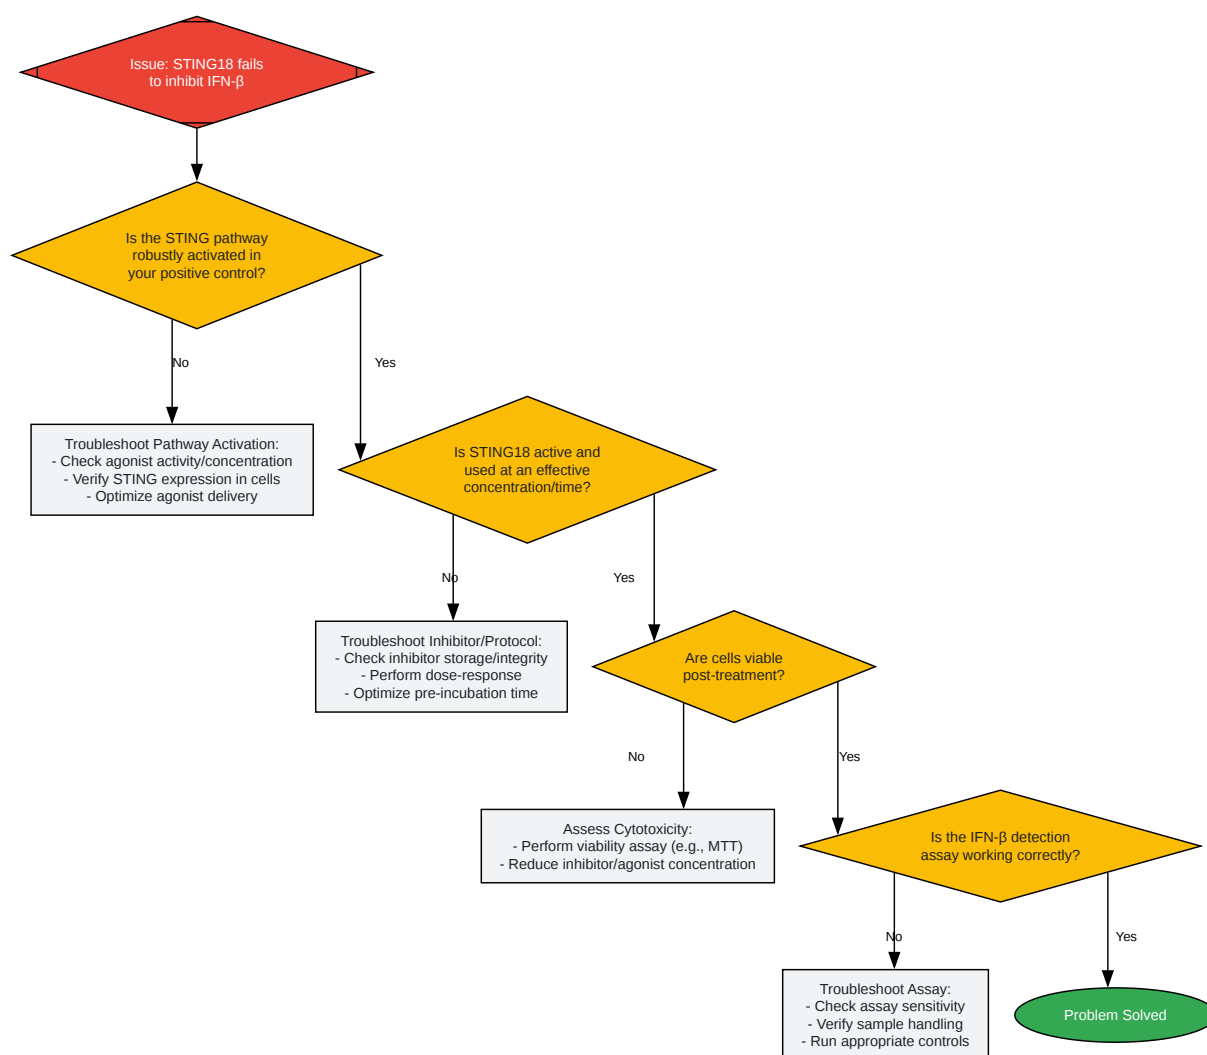 Issue: STING18 fails
to inhibit IFN-β
Is the STING pathway
robustly activated in
your positive control?
No
Yes
Troubleshoot Pathway Activation:
- Check agonist activity/concentration
- Verify STING expression in cells
- Optimize agonist delivery
Is STING18 active and
used at an effective
concentration/time?
No
Yes
Troubleshoot Inhibitor/Protocol:
- Check inhibitor storage/integrity
- Perform dose-response
- Optimize pre-incubation time
Are cells viable
post-treatment?
No
Yes
Assess Cytotoxicity:
- Perform viability assay (e.g., MTT)
- Reduce inhibitor/agonist concentration
Is the IFN-β detection
assay working correctly?
No
Yes
Troubleshoot Assay:
- Check assay sensitivity
- Verify sample handling
- Run appropriate controls
Problem Solved